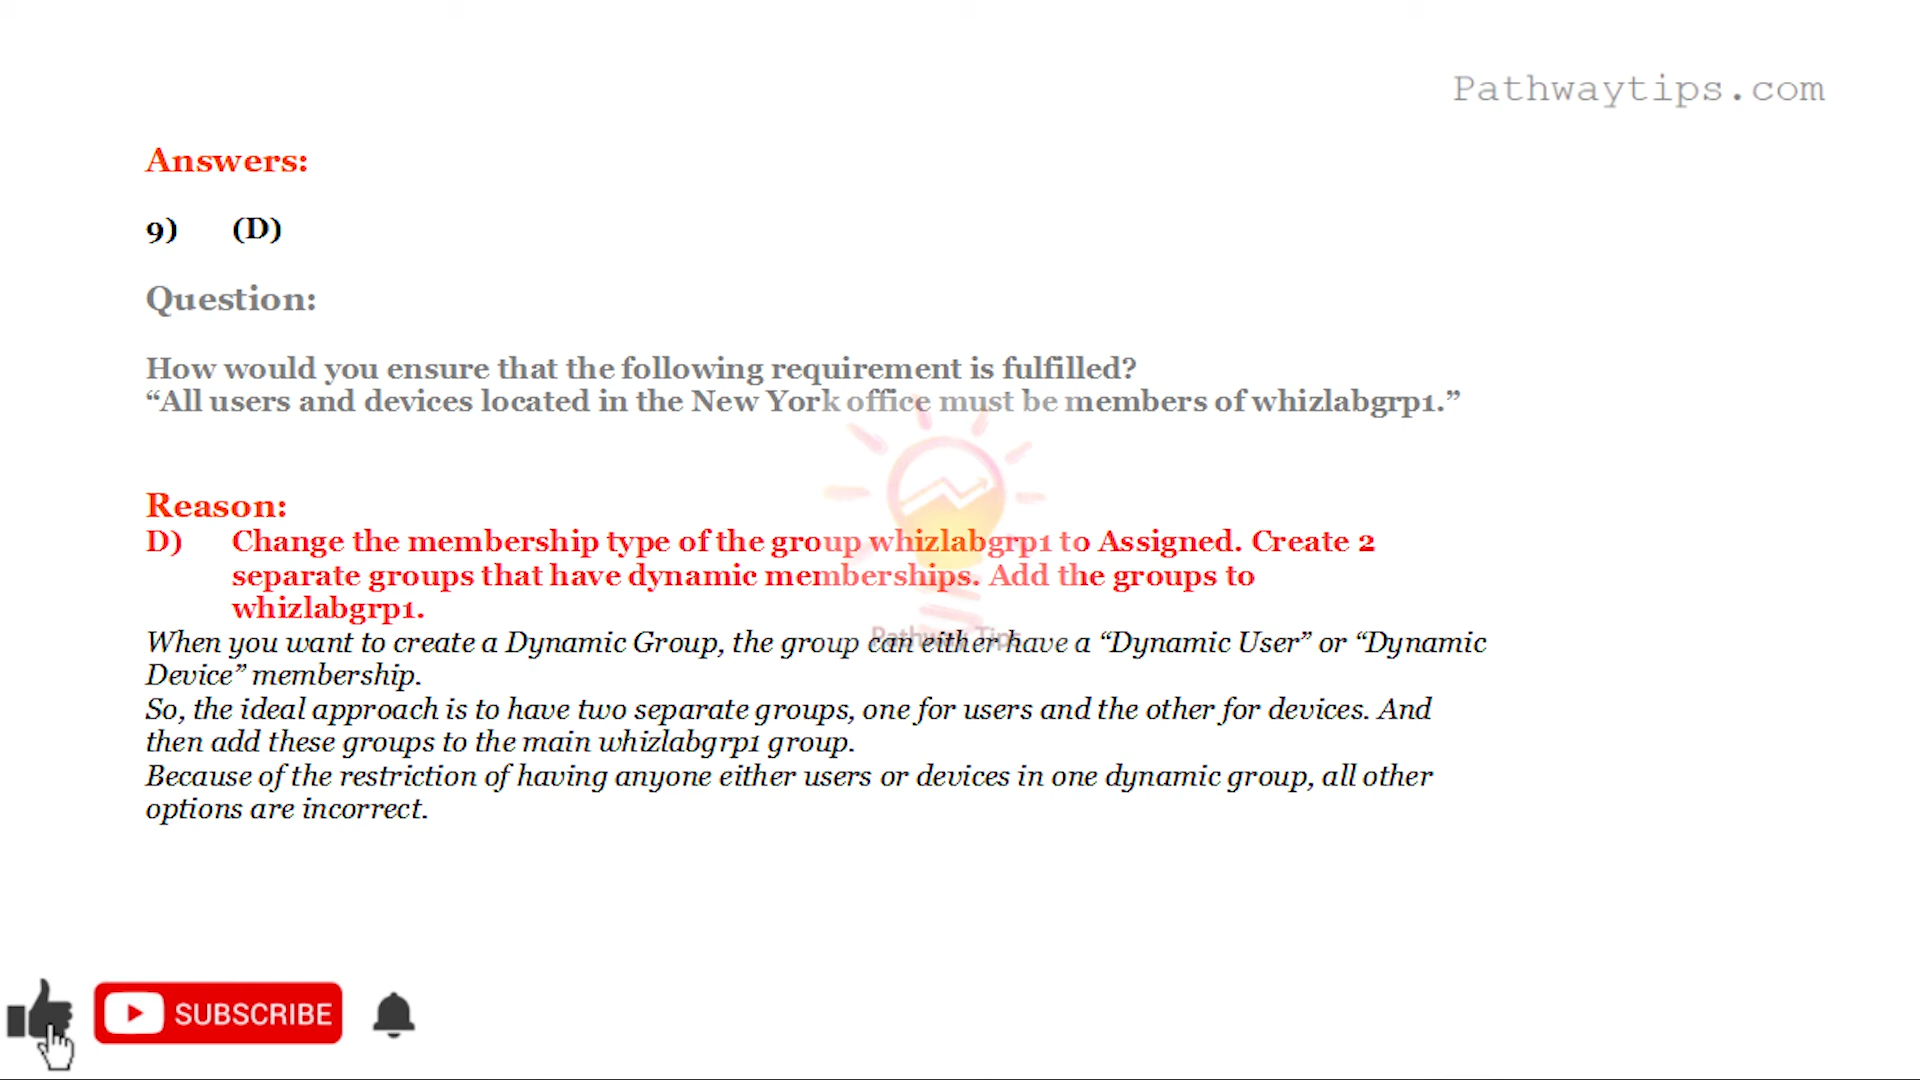 Pathwaytips.com
Answers:
9) (D)
Question:
How would you ensure that the following requirement is fulfilled?
“All users and devices located in the New York office must be members of whizlabgrp1.”
Reason:
D) Change the membership type of the group whizlabgrp1 to Assigned. Create 2
separate groups that have dynamic memberships. Add the groups to
whizlabgrp1.
Pathway Tips
When you want to create a Dynamic Group, the group can either have a “Dynamic User” or “Dynamic
Device” membership.
So, the ideal approach is to have two separate groups, one for users and the other for devices. And
then add these groups to the main whizlabgrp1 group.
Because of the restriction of having anyone either users or devices in one dynamic group, all other
options are incorrect.
SUBSCRIBE